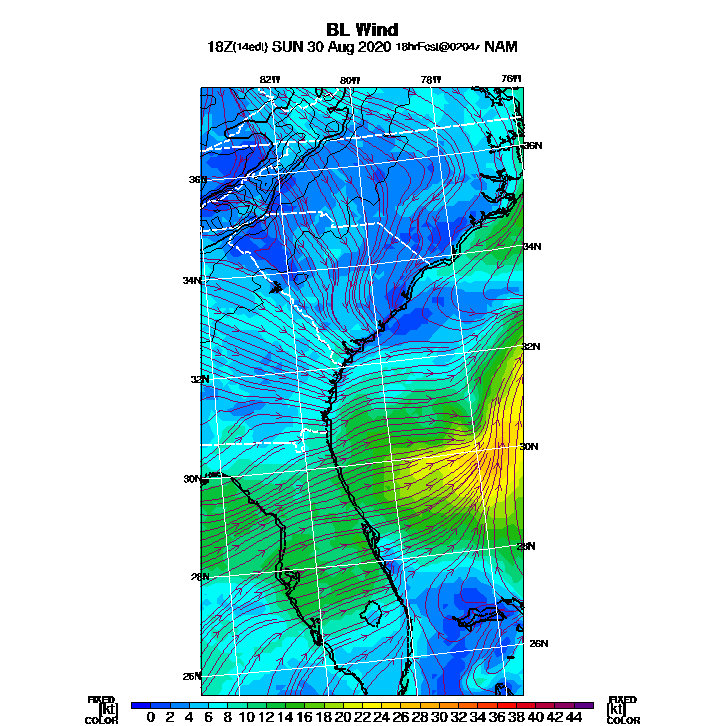 BL Wind
18Z(14edt) SUN 30 Aug 2020 18hrFcst@0204z NAM
82W 80W 78W 76W
36N 36N
34N 34N
32N 32N
30N 30N
28N 28N
26N 26N
FIXED FIXED
[kt] 0 2 4 6 8 10 12 14 16 18 20 22 24 26 28 30 32 34 36 38 40 42 44 [kt]
COLOR COLOR